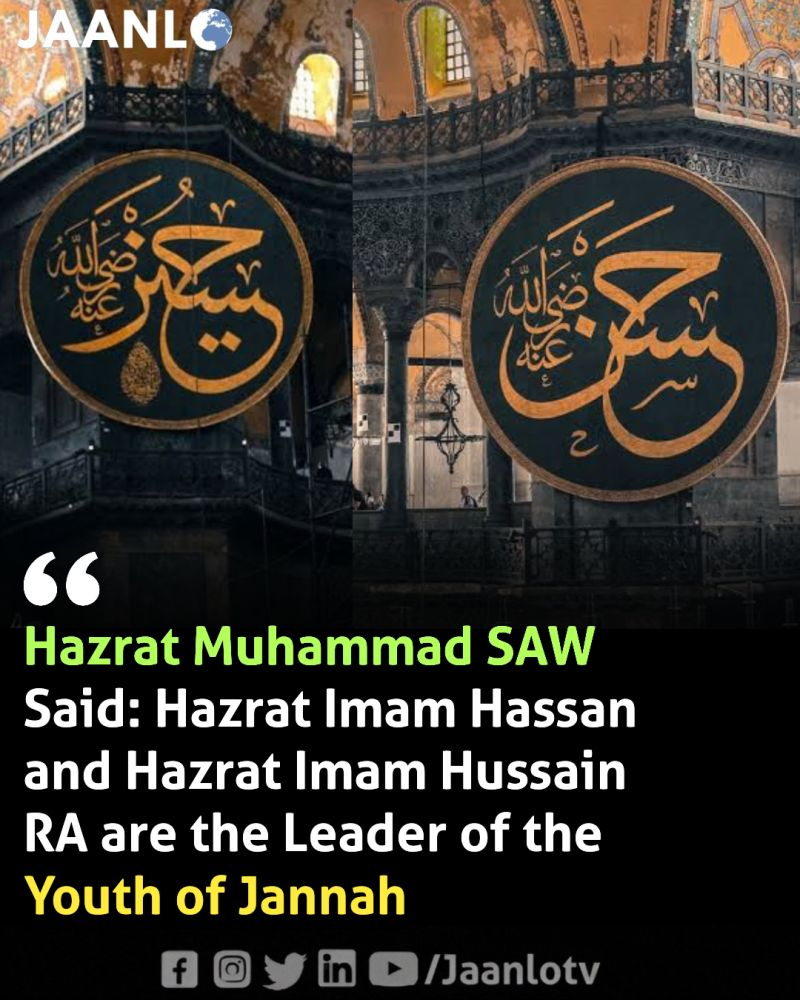 JAANLO
حسين رضي الله عنه
حسن رضي الله عنه
Hazrat Muhammad SAW
Said: Hazrat Imam Hassan
and Hazrat Imam Hussain
RA are the Leader of the
Youth of Jannah
/Jaanlotv